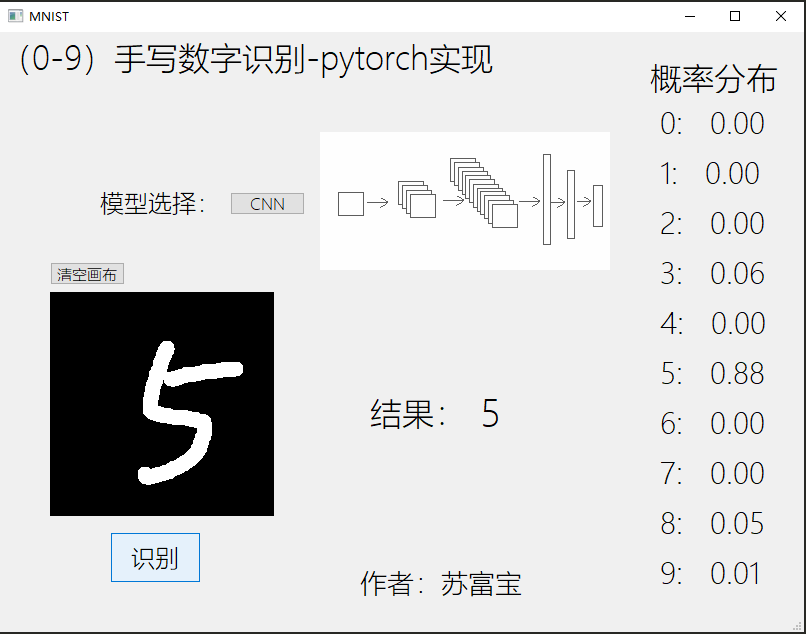 MNIST
（0-9）手写数字识别-pytorch实现
模型选择： CNN
清空画布
5
识别
结果： 5
作者：苏富宝
概率分布
0: 0.00
1: 0.00
2: 0.00
3: 0.06
4: 0.00
5: 0.88
6: 0.00
7: 0.00
8: 0.05
9: 0.01